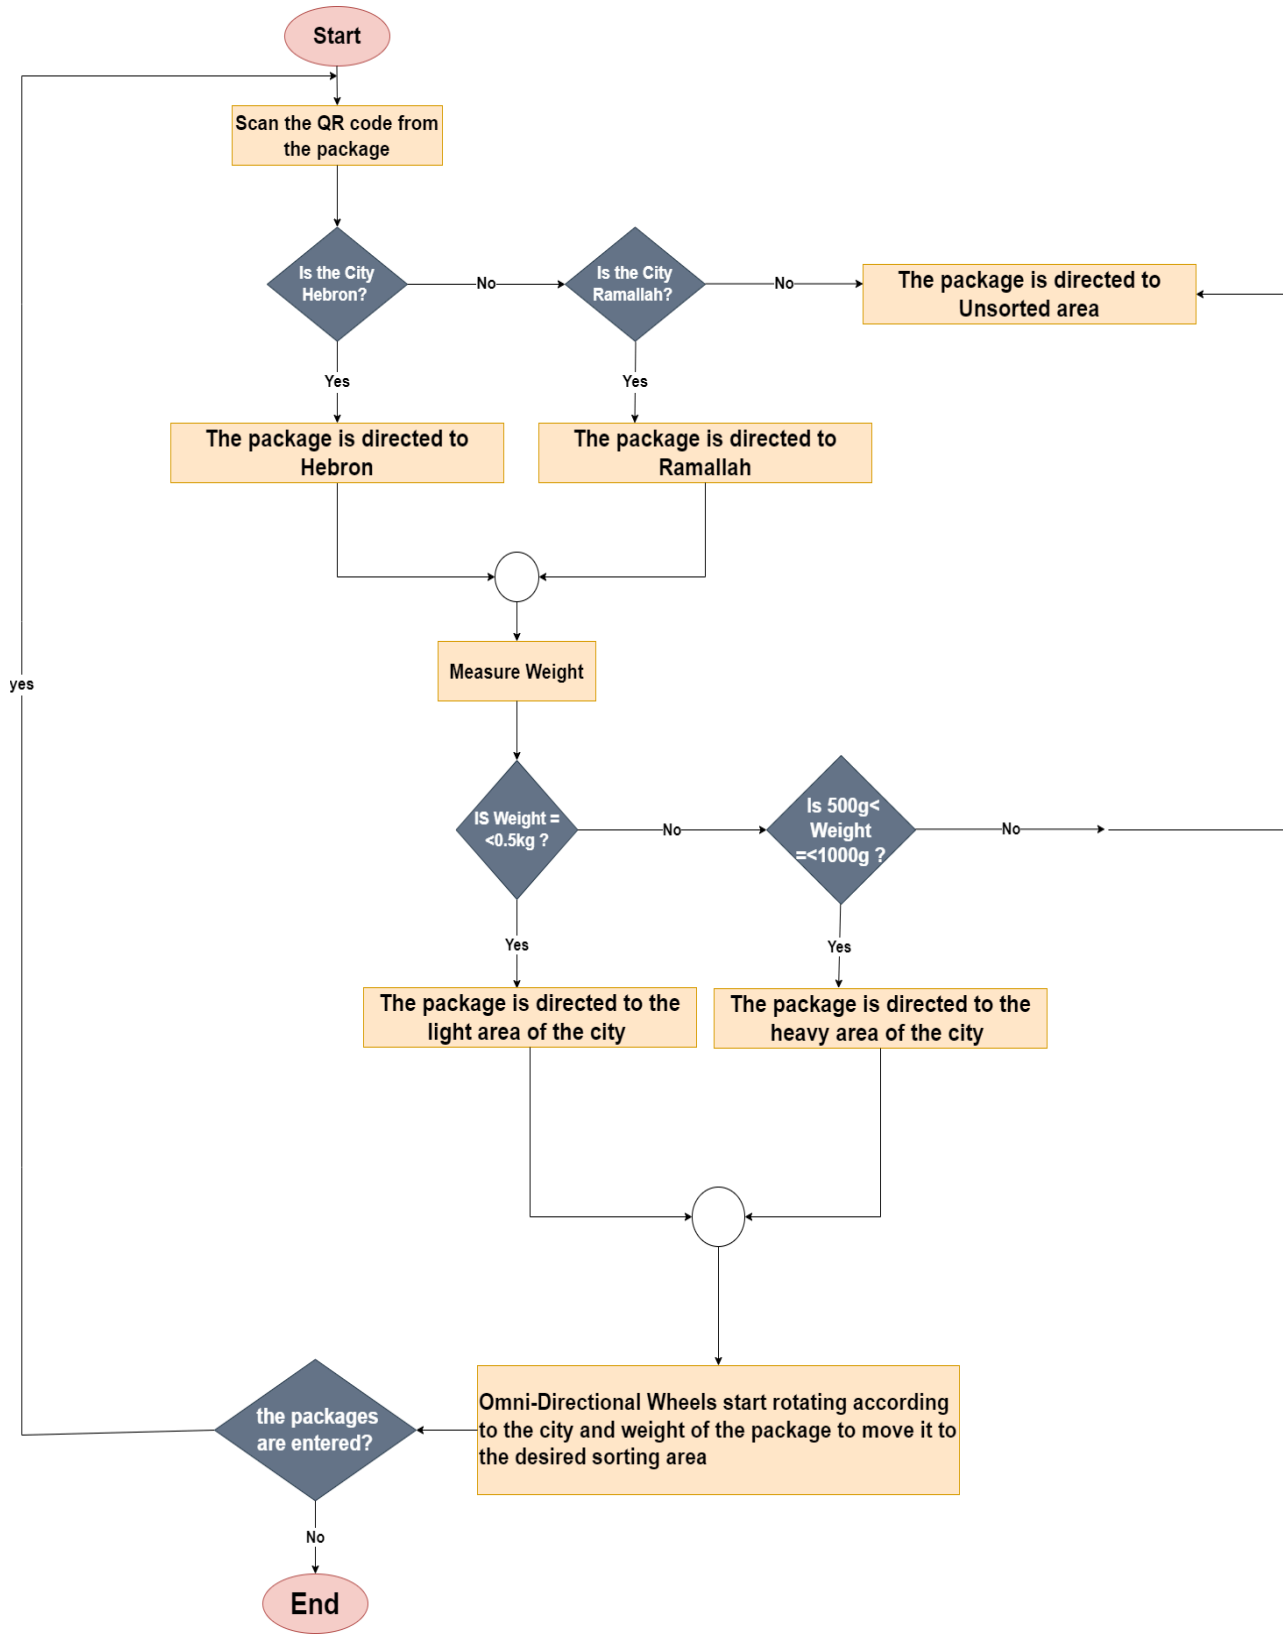 Start
Scan the QR code from
the package
Is the City
Hebron?
No
Is the City
Ramallah?
No
The package is directed to
Unsorted area
Yes
Yes
The package is directed to
Hebron
The package is directed to
Ramallah
Measure Weight
yes
IS Weight =
<0.5kg ?
No
Is 500g<
Weight
=<1000g ?
No
Yes
Yes
The package is directed to the
light area of the city
The package is directed to the
heavy area of the city
the packages
are entered?
Omni-Directional Wheels start rotating according
to the city and weight of the package to move it to
the desired sorting area
No
End